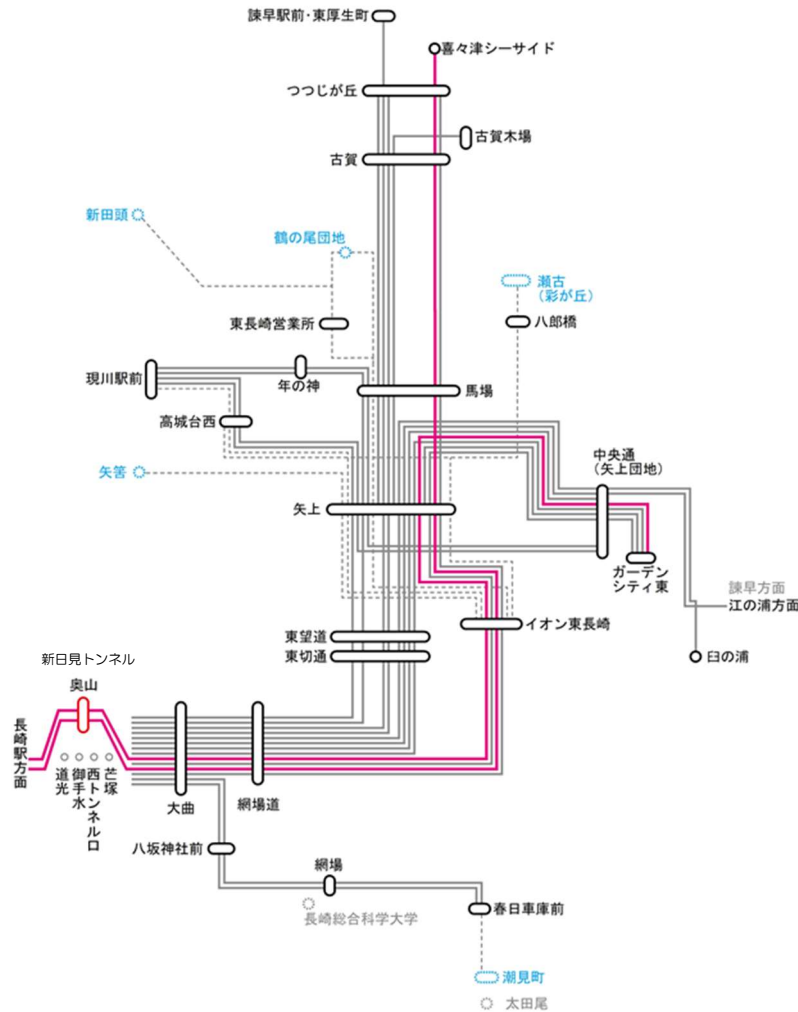 諫早駅前・東厚生町
喜々津シーサイド
つつじが丘
古賀木場
古賀
新田頭
鶴の尾団地
瀬古
（彩が丘）
東長崎営業所
八郎橋
現川駅前
年の神
馬場
高城台西
中央通
（矢上団地）
矢筈
矢上
ガーデン
シティ東
諫早方面
江の浦方面
イオン東長崎
東望道
東切通
臼の浦
新日見トンネル
奥山
長崎駅方面
道光
御手水
西トンネル口
芒塚
大曲
網場道
八坂神社前
網場
長崎総合科学大学
春日車庫前
潮見町
太田尾